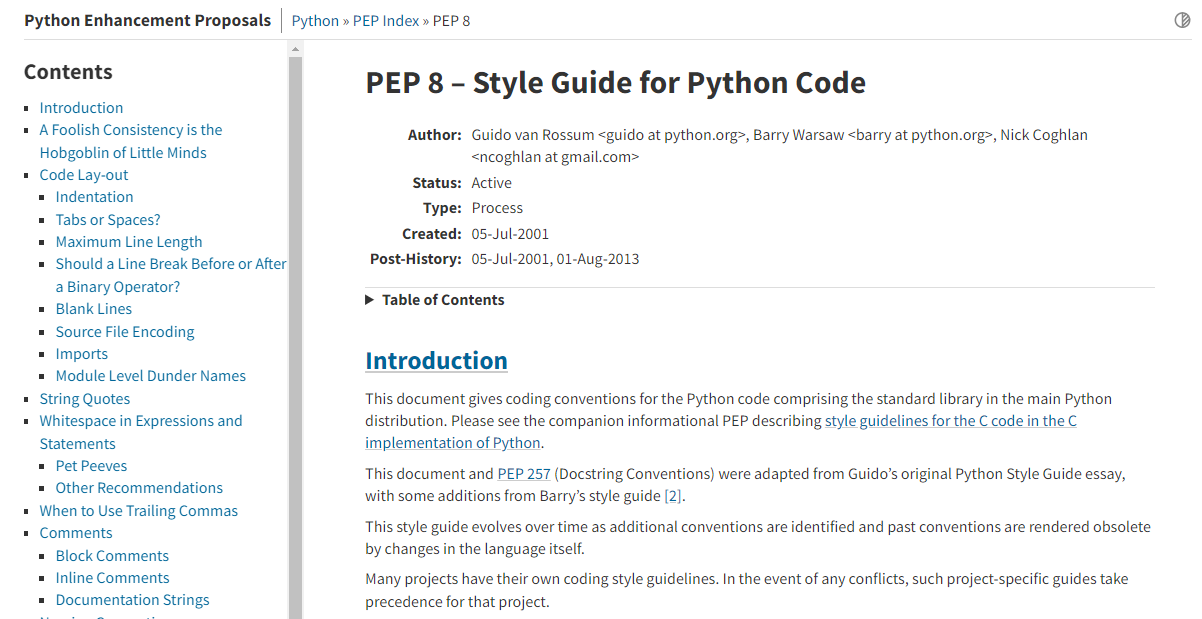 Python Enhancement Proposals
Python » PEP Index » PEP 8
Contents
Introduction
A Foolish Consistency is the
Hobgoblin of Little Minds
Code Lay-out
Indentation
Tabs or Spaces?
Maximum Line Length
Should a Line Break Before or After
a Binary Operator?
Blank Lines
Source File Encoding
Imports
Module Level Dunder Names
String Quotes
Whitespace in Expressions and
Statements
Pet Peeves
Other Recommendations
When to Use Trailing Commas
Comments
Block Comments
Inline Comments
Documentation Strings
PEP 8 – Style Guide for Python Code
Author: Guido van Rossum <guido at python.org>, Barry Warsaw <barry at python.org>, Nick Coghlan
<ncoghlan at gmail.com>
Status: Active
Type: Process
Created: 05-Jul-2001
Post-History: 05-Jul-2001, 01-Aug-2013
Table of Contents
Introduction
This document gives coding conventions for the Python code comprising the standard library in the main Python
distribution. Please see the companion informational PEP describing style guidelines for the C code in the C
implementation of Python.
This document and PEP 257 (Docstring Conventions) were adapted from Guido’s original Python Style Guide essay,
with some additions from Barry’s style guide [2].
This style guide evolves over time as additional conventions are identified and past conventions are rendered obsolete
by changes in the language itself.
Many projects have their own coding style guidelines. In the event of any conflicts, such project-specific guides take
precedence for that project.